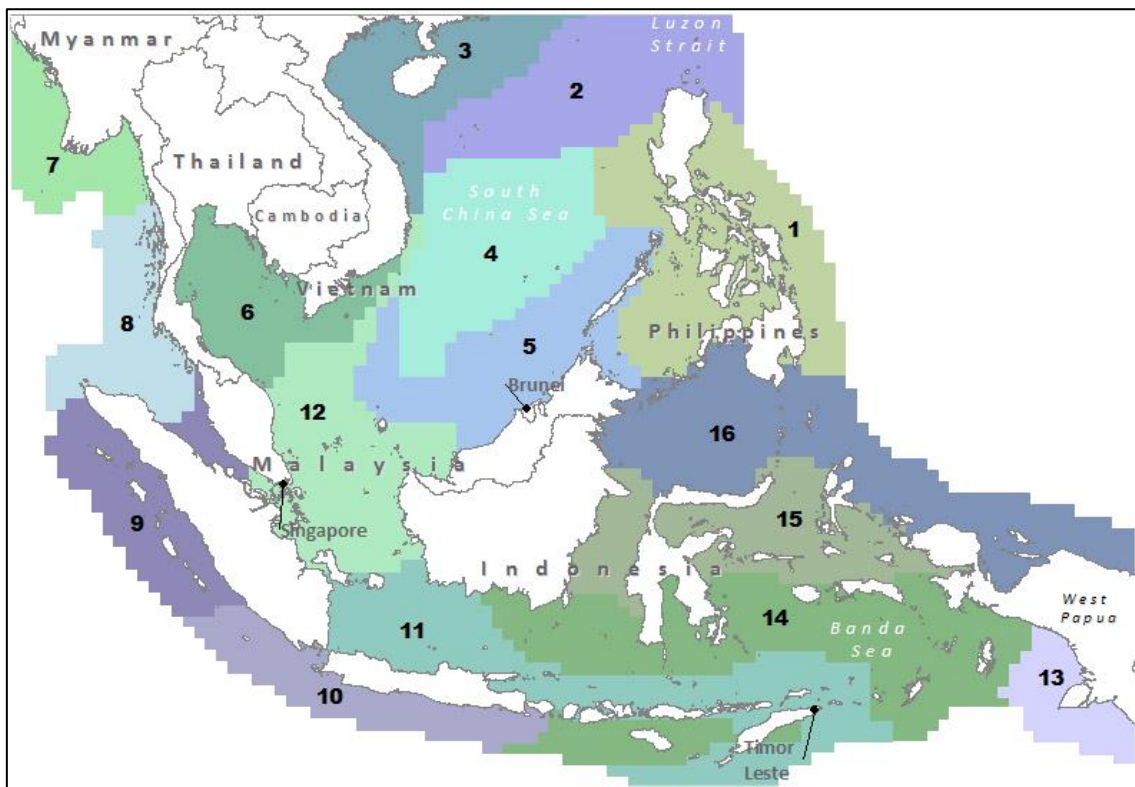 Luzon
Strait
Myanmar
3
2
7
Thailand
South
China Sea
Cambodia
1
4
Vietnam
6
8
Philippines
5
Brunei
12
16
Malaysia
9
15
Singapore
Indonesia
West
Papua
14
11
Banda
Sea
13
10
Timor
Leste